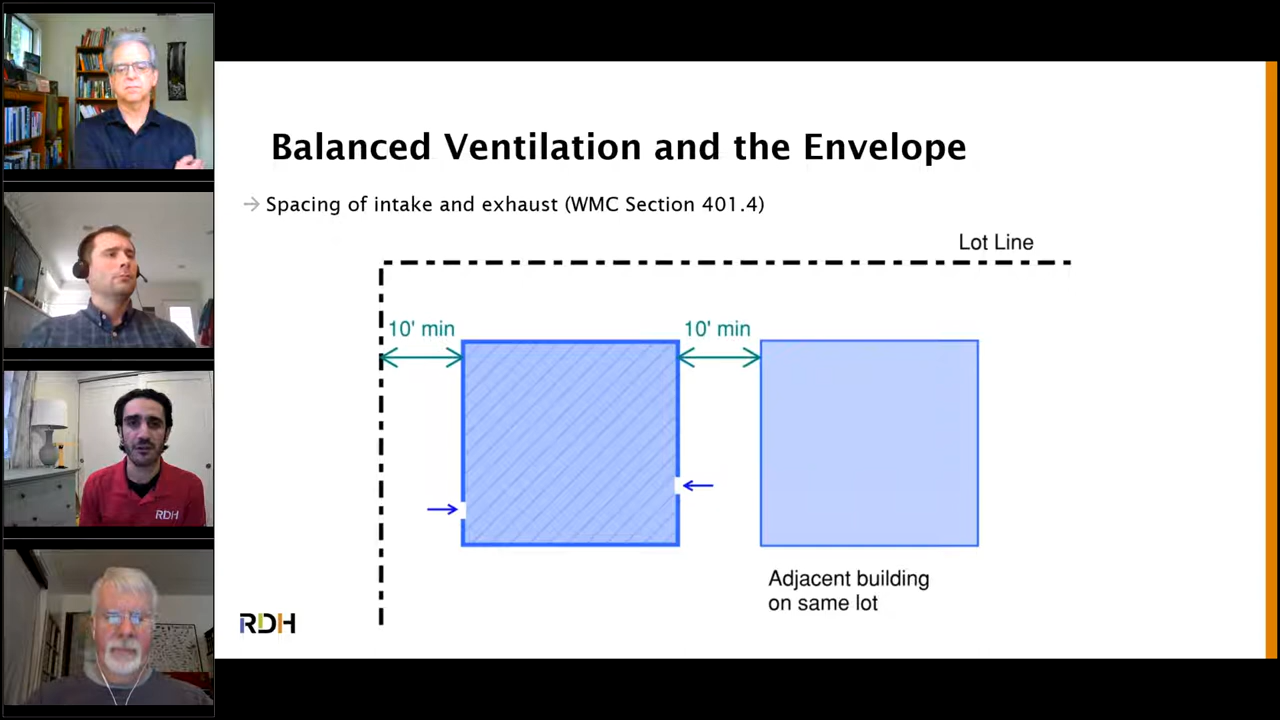 Balanced Ventilation and the Envelope
→ Spacing of intake and exhaust (WMC Section 401.4)
Lot Line
10' min
10' min
Adjacent building
on same lot
RDH
RDH